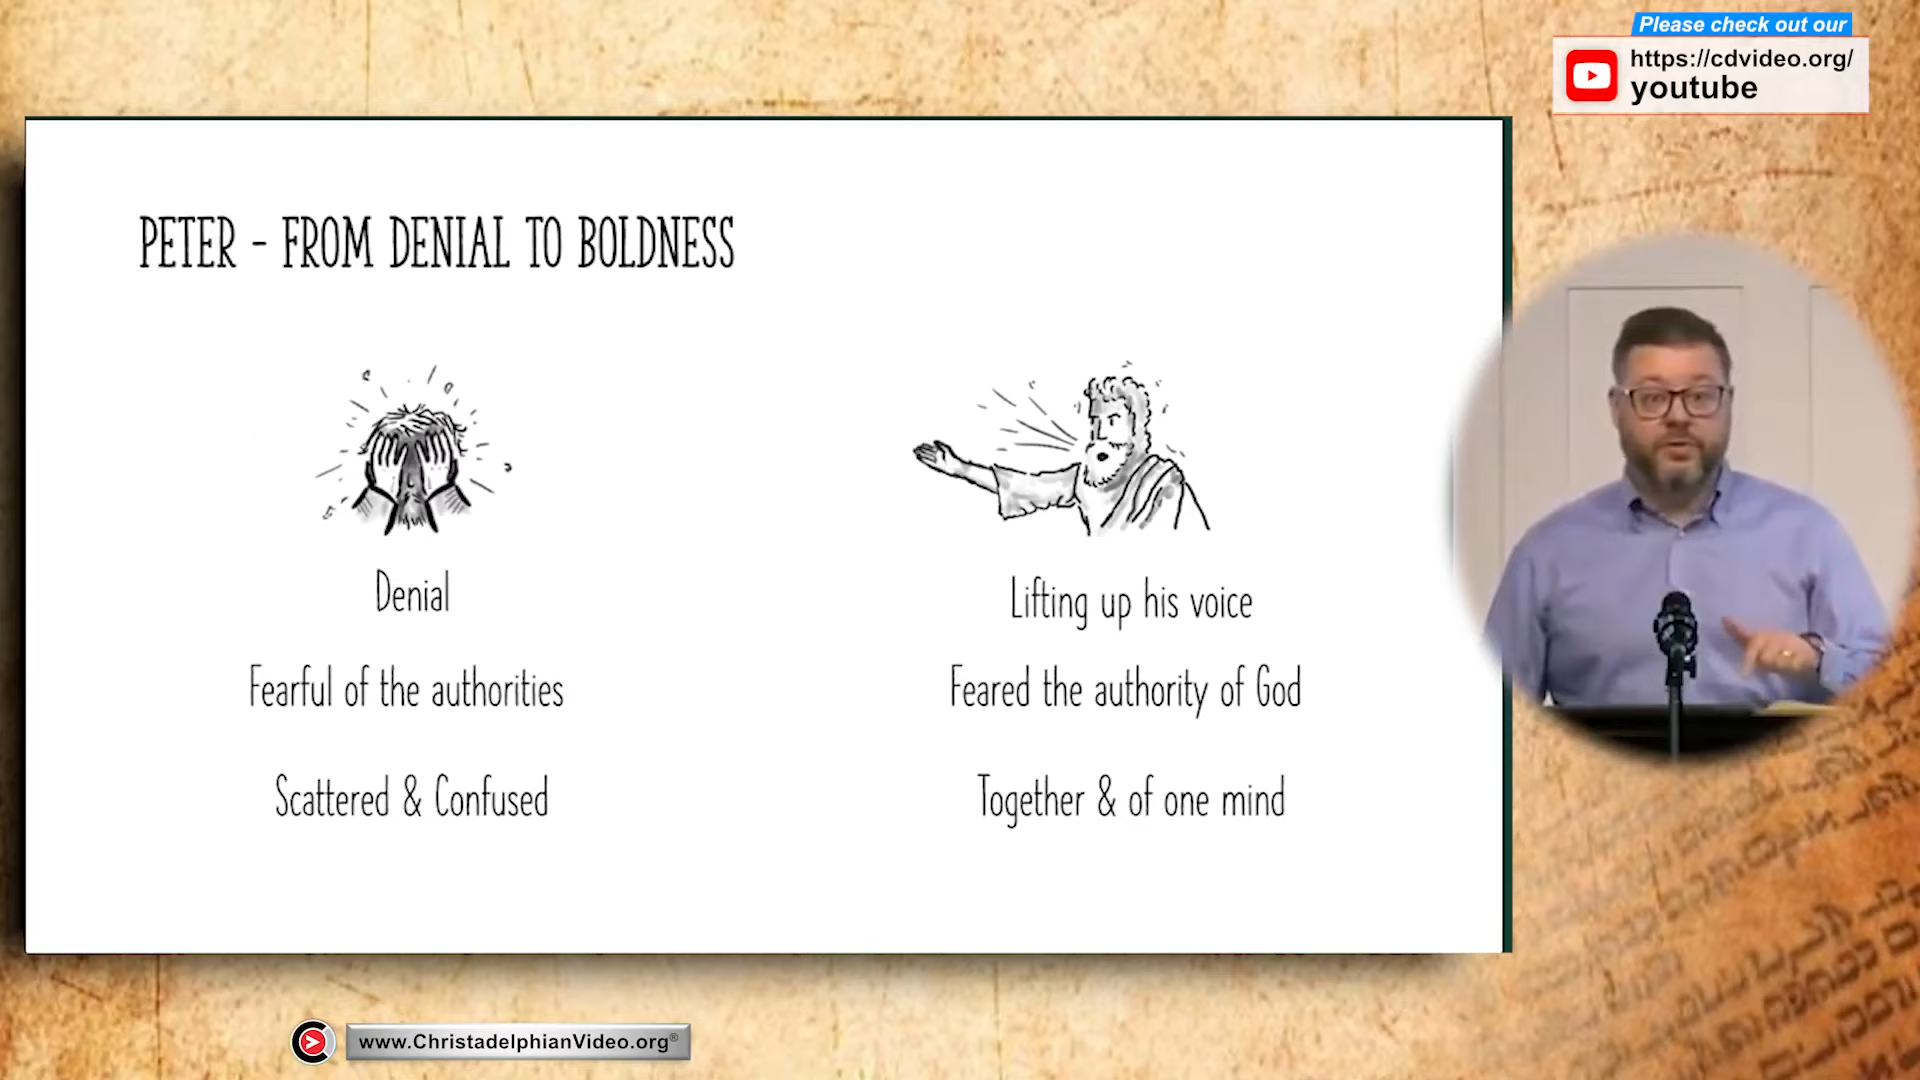 Please check out our
https://cdvideo.org/
youtube
PETER - FROM DENIAL TO BOLDNESS
Denial
Lifting up his voice
Fearful of the authorities
Feared the authority of God
Scattered & Confused
Together & of one mind
www.ChristadelphianVideo.org®